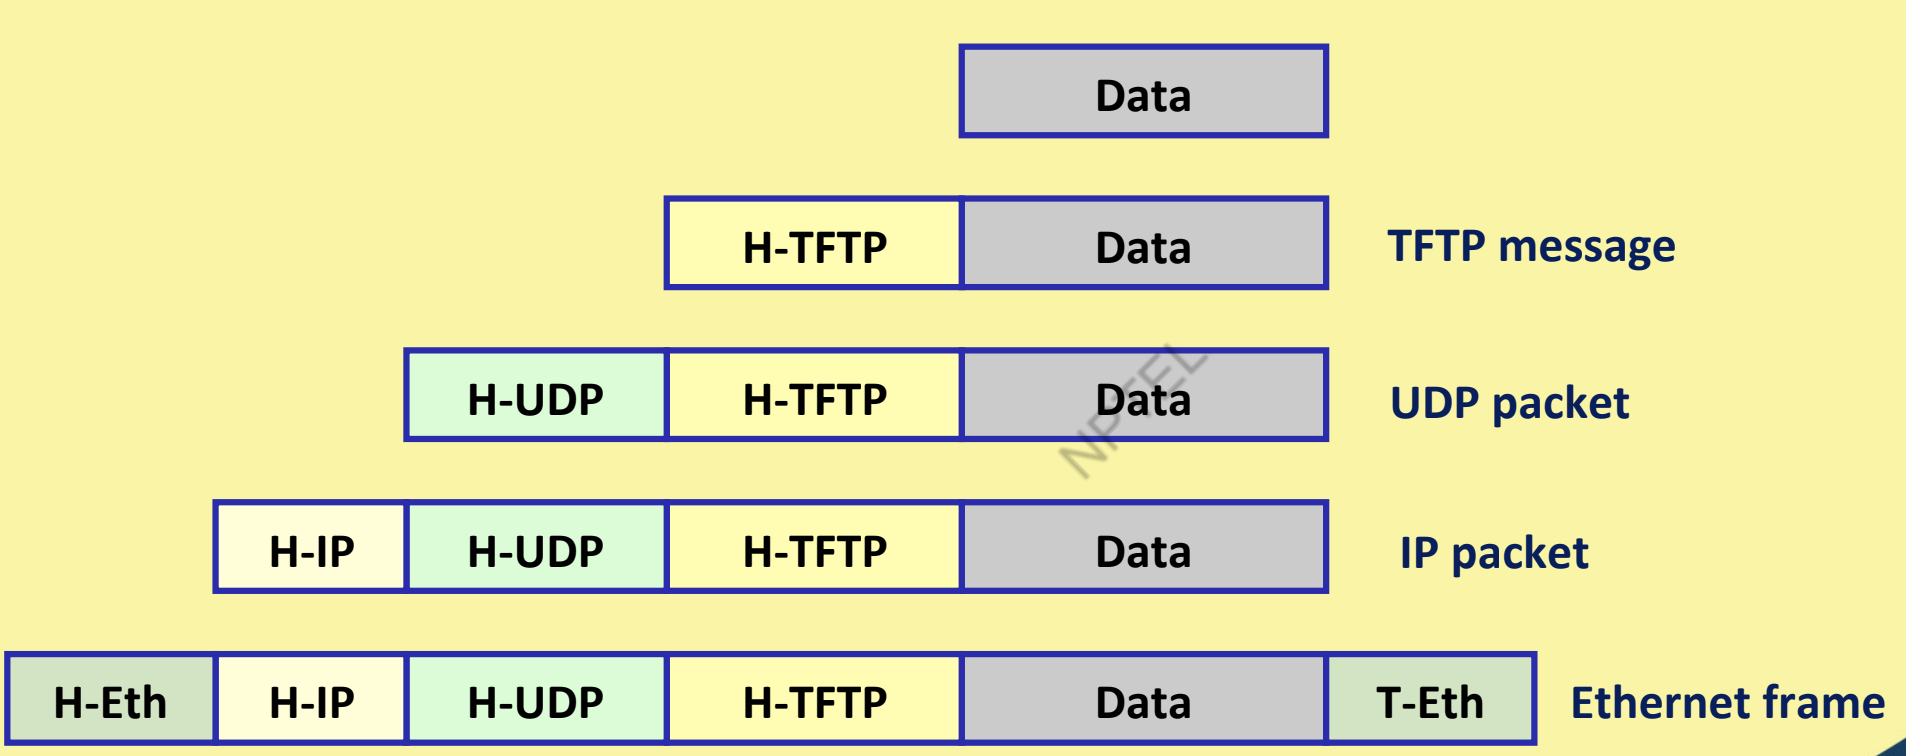 Data
H-TFTP Data TFTP message
H-UDP H-TFTP Data UDP packet
NPTEL
H-IP H-UDP H-TFTP Data IP packet
H-Eth H-IP H-UDP H-TFTP Data T-Eth Ethernet frame